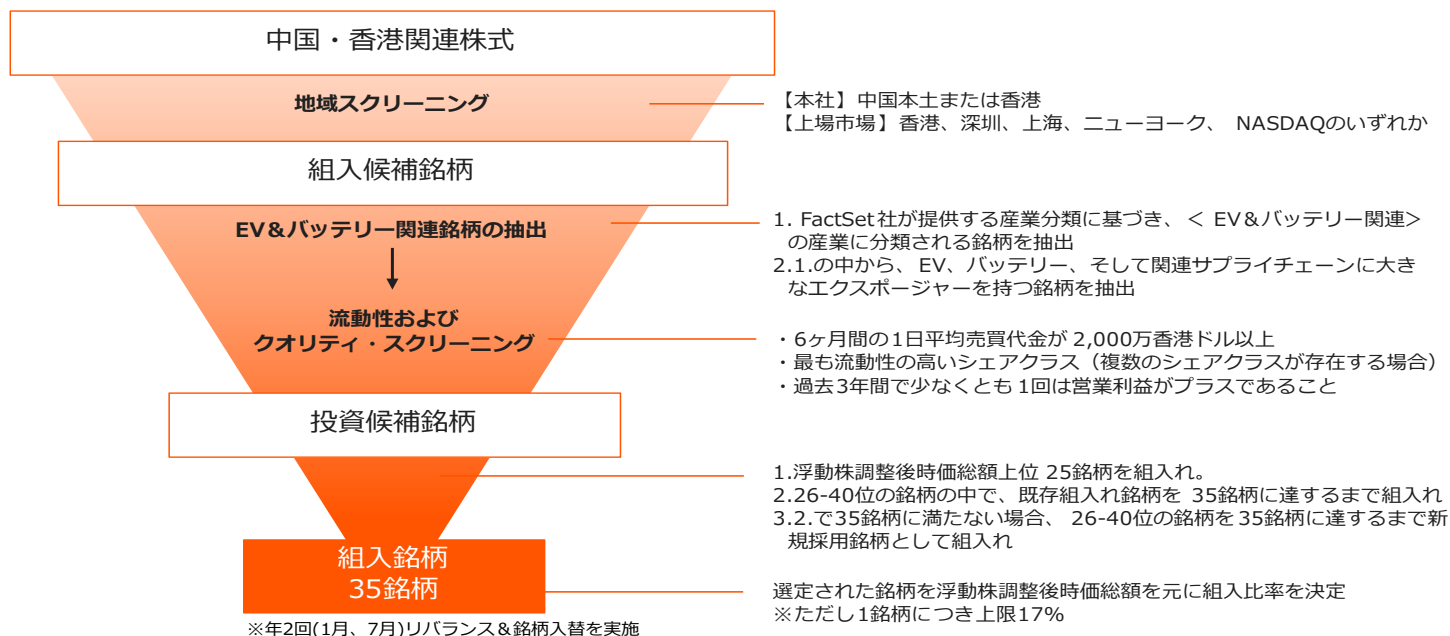 中国・香港関連株式
地域スクリーニング
【本社】中国本土または香港
【上場市場】香港、深圳、上海、ニューヨーク、 NASDAQのいずれか
組入候補銘柄
EV&バッテリー関連銘柄の抽出
1. FactSet社が提供する産業分類に基づき、＜ EV&バッテリー関連＞
の産業に分類される銘柄を抽出
2.1.の中から、EV、バッテリー、そして関連サプライチェーンに大き
なエクスポージャーを持つ銘柄を抽出
流動性および
クオリティ・スクリーニング
・6ヶ月間の1日平均売買代金が 2,000万香港ドル以上
・最も流動性の高いシェアクラス（複数のシェアクラスが存在する場合）
・過去3年間で少なくとも1回は営業利益がプラスであること
投資候補銘柄
1.浮動株調整後時価総額上位 25銘柄を組入れ。
2.26-40位の銘柄の中で、既存組入れ銘柄を 35銘柄に達するまで組入れ
3.2.で35銘柄に満たない場合、 26-40位の銘柄を35銘柄に達するまで新
規採用銘柄として組入れ
組入銘柄
35銘柄
選定された銘柄を浮動株調整後時価総額を元に組入比率を決定
※ただし1銘柄につき上限17%
※年2回(1月、7月)リバランス＆銘柄入替を実施